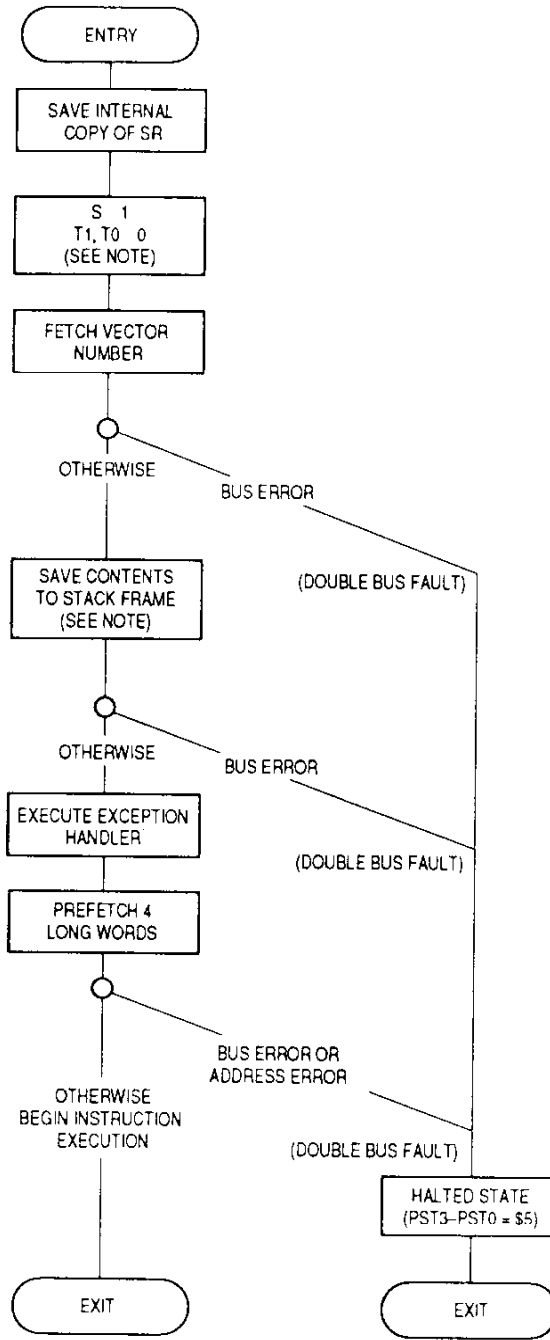 ENTRY
SAVE INTERNAL
COPY OF SR
S 1
T1, T0 0
(SEE NOTE)
FETCH VECTOR
NUMBER
OTHERWISE
BUS ERROR
(DOUBLE BUS FAULT)
SAVE CONTENTS
TO STACK FRAME
(SEE NOTE)
OTHERWISE
BUS ERROR
(DOUBLE BUS FAULT)
EXECUTE EXCEPTION
HANDLER
PREFETCH 4
LONG WORDS
BUS ERROR OR
ADDRESS ERROR
OTHERWISE
BEGIN INSTRUCTION
EXECUTION
(DOUBLE BUS FAULT)
HALTED STATE
(PST3–PST0 = $5)
EXIT
EXIT